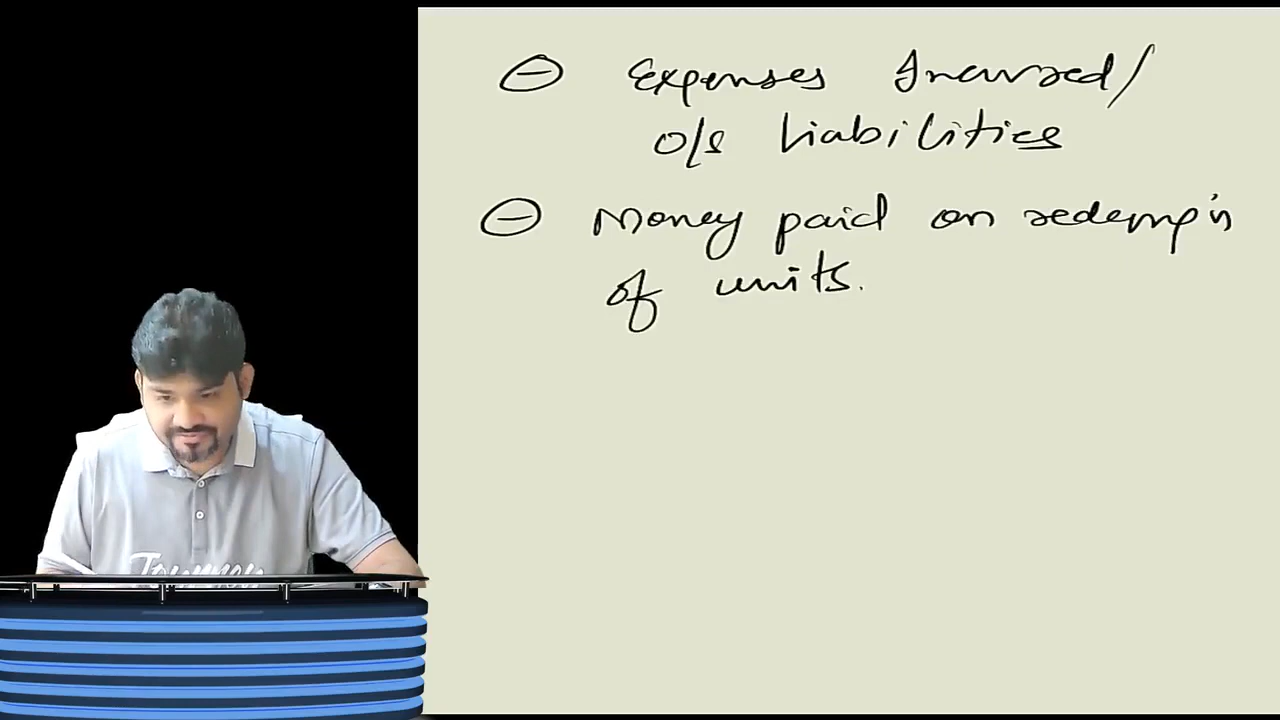 ⊖ Expenses Incurred/
o/s Liabilities
⊖ Money paid on redemp'n
of units.